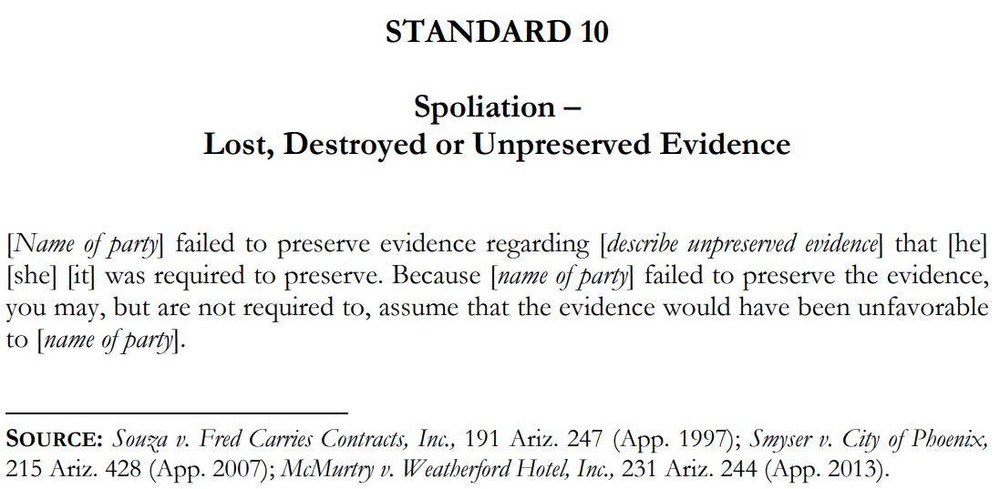 STANDARD 10
Spoliation –
Lost, Destroyed or Unpreserved Evidence
[Name of party] failed to preserve evidence regarding [describe unpreserved evidence] that [he]
[she] [it] was required to preserve. Because [name of party] failed to preserve the evidence,
you may, but are not required to, assume that the evidence would have been unfavorable
to [name of party].
SOURCE: Souza v. Fred Carries Contracts, Inc., 191 Ariz. 247 (App. 1997); Smyser v. City of Phoenix,
215 Ariz. 428 (App. 2007); McMurtry v. Weatherford Hotel, Inc., 231 Ariz. 244 (App. 2013).